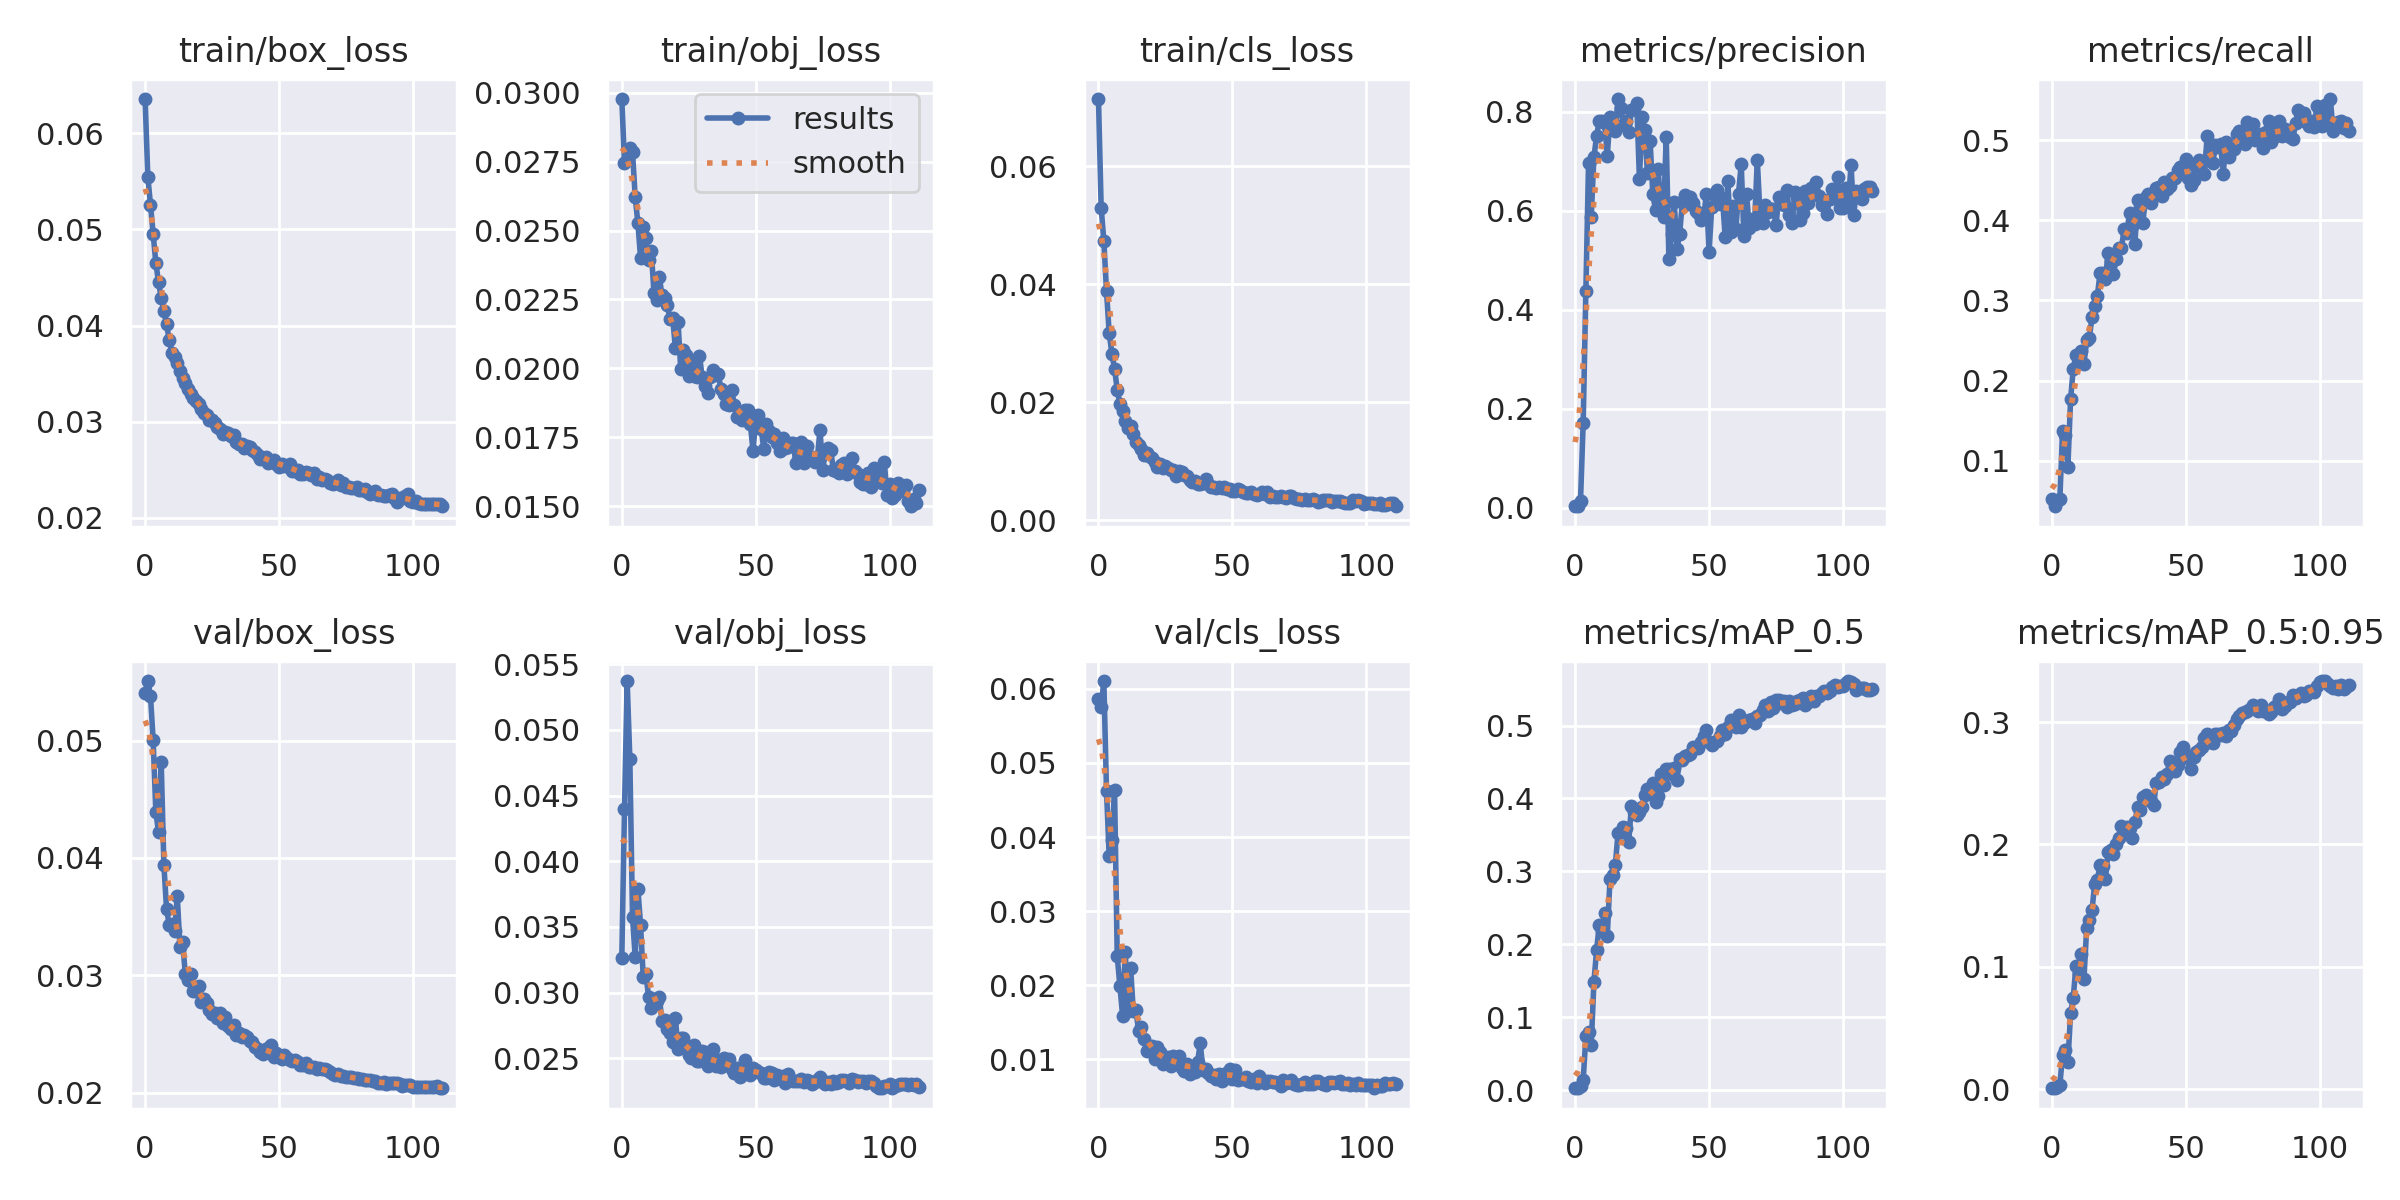 train/box_loss
0.06
0.05
0.04
0.03
0.02
0 50 100
train/obj_loss
results
smooth
0.0300
0.0275
0.0250
0.0225
0.0200
0.0175
0.0150
0 50 100
train/cls_loss
0.06
0.04
0.02
0.00
0 50 100
metrics/precision
0.8
0.6
0.4
0.2
0.0
0 50 100
metrics/recall
0.5
0.4
0.3
0.2
0.1
0 50 100
val/box_loss
0.05
0.04
0.03
0.02
0 50 100
val/obj_loss
0.055
0.050
0.045
0.040
0.035
0.030
0.025
0 50 100
val/cls_loss
0.06
0.05
0.04
0.03
0.02
0.01
0 50 100
metrics/mAP_0.5
0.5
0.4
0.3
0.2
0.1
0.0
0 50 100
metrics/mAP_0.5:0.95
0.3
0.2
0.1
0.0
0 50 100